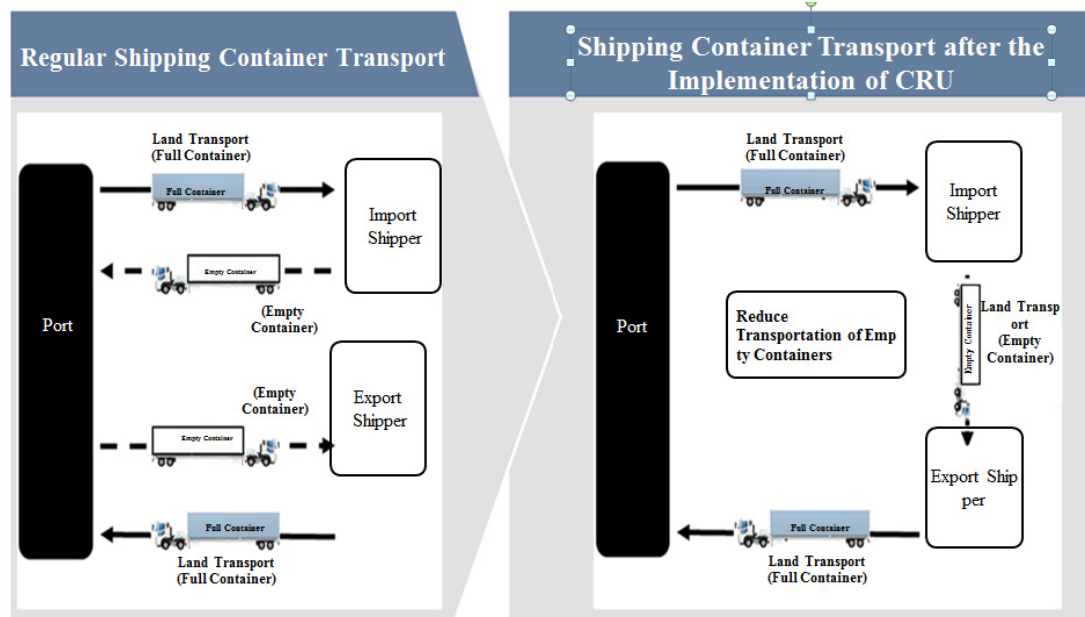 Regular Shipping Container Transport
Land Transport
(Full Container)
Full Container
Import
Shipper
Empty Container
(Empty
Container)
Port
(Empty
Container)
Export
Shipper
Empty Container
Full Container
Land Transport
(Full Container)
Shipping Container Transport after the
Implementation of CRU
Land Transport
(Full Container)
Full Container
Import
Shipper
Port
Reduce
Transportation of Emp
ty Containers
Empty Container
Land Transp
ort
(Empty
Container)
Export Ship
per
Full Container
Land Transport
(Full Container)